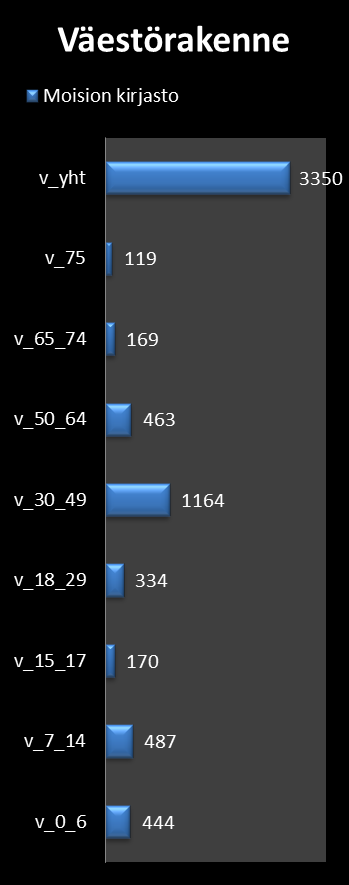 Väestörakenne
Moision kirjasto
v_yht 3350
v_75 119
v_65_74 169
v_50_64 463
v_30_49 1164
v_18_29 334
v_15_17 170
v_7_14 487
v_0_6 444